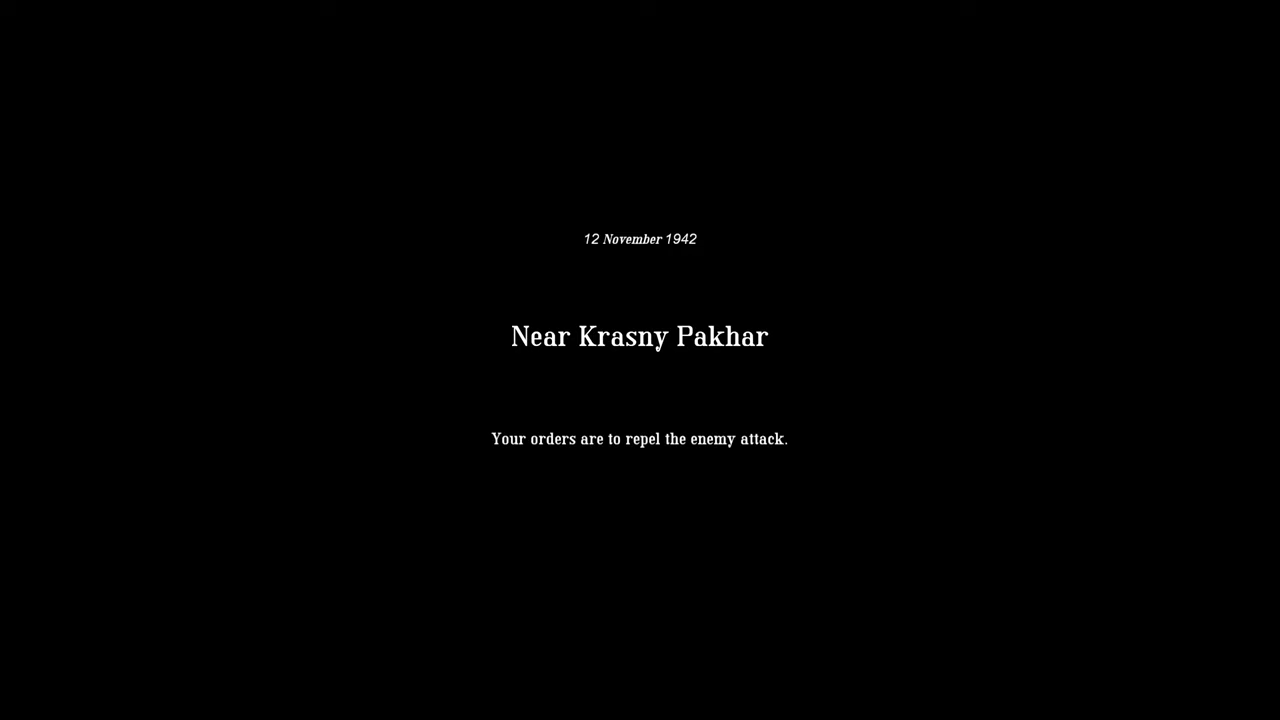 12 November 1942
Near Krasny Pakhar
Your orders are to repel the enemy attack.